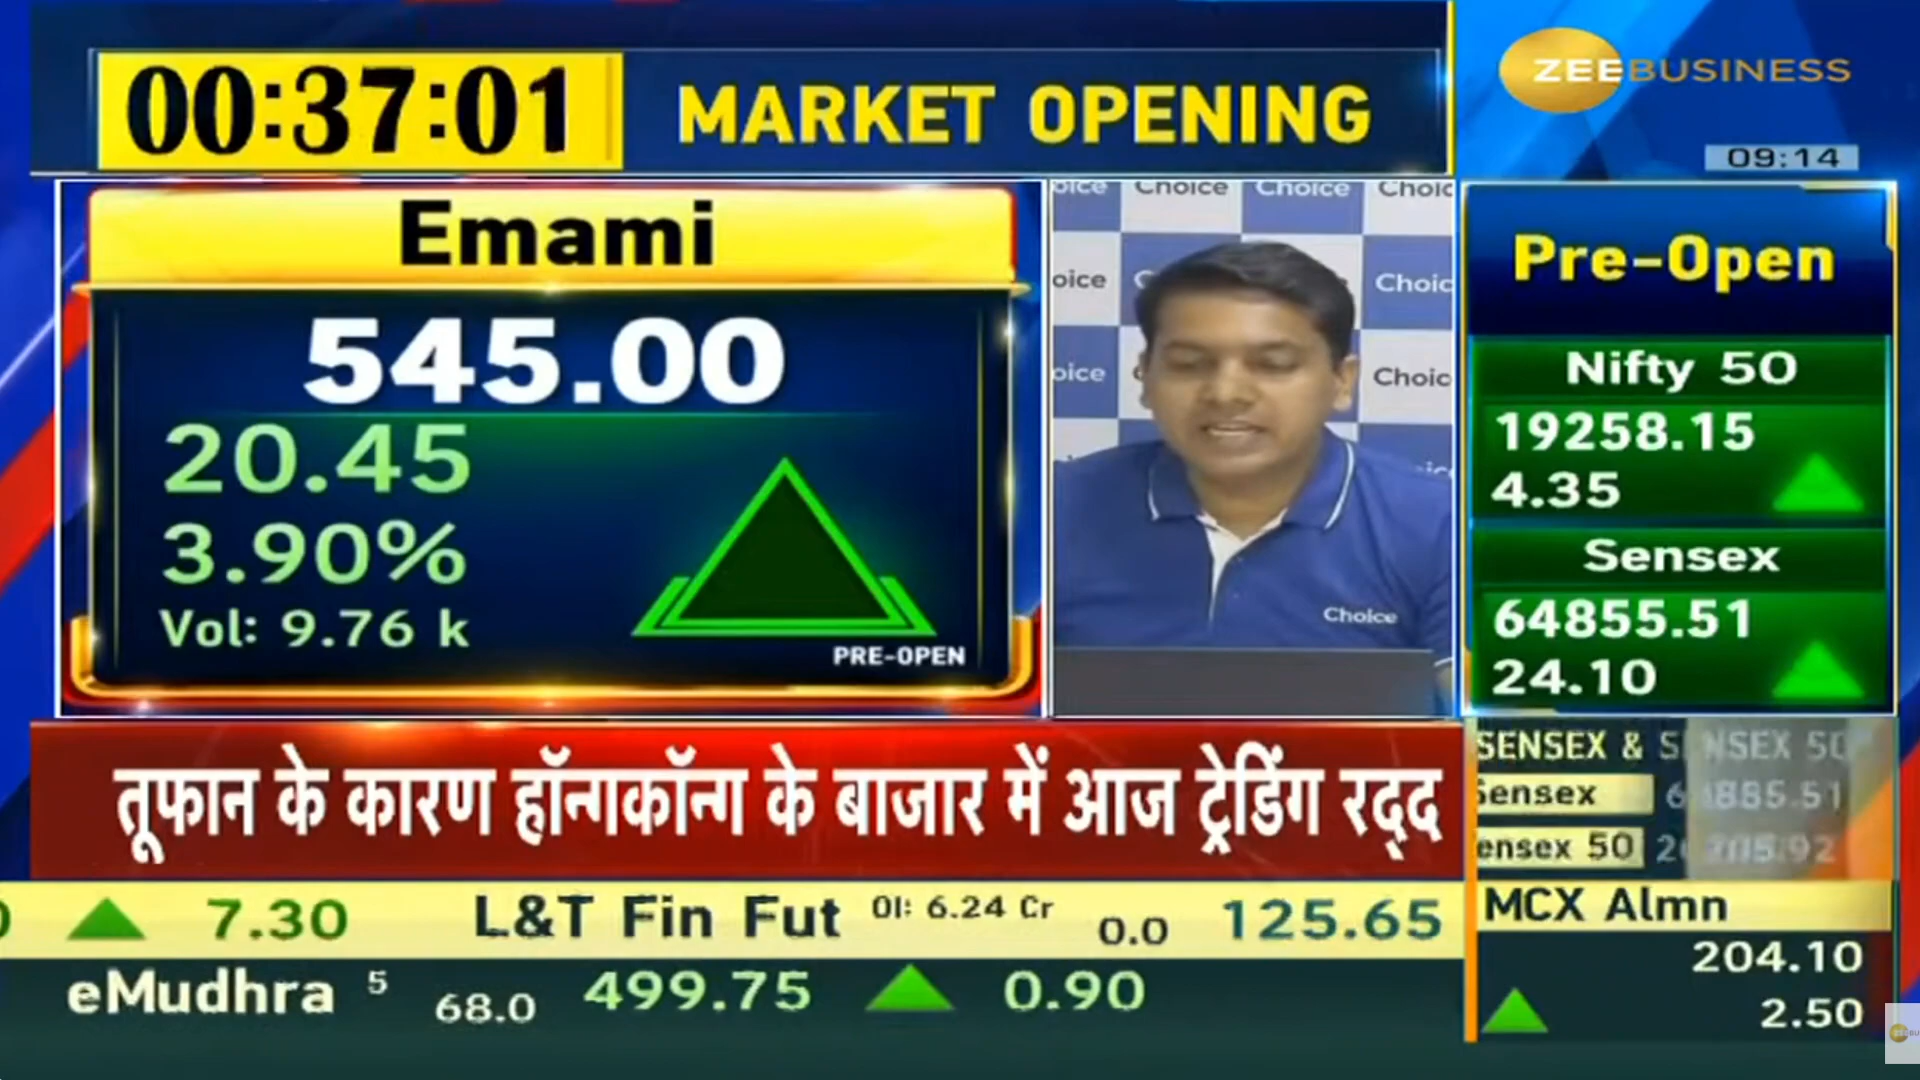 00:37:01 MARKET OPENING
ZEEBUSINESS
09:14
Emami
545.00
20.45
3.90%
Vol: 9.76 k
PRE-OPEN
Choice Choice
Choice
Pre-Open
Nifty 50
19258.15
4.35
Sensex
64855.51
24.10
तूफान के कारण हॉन्गकॉन्ग के बाजार में आज ट्रेडिंग रद्द
SENSEX &
Sensex
ensex 50
7.30 L&T Fin Fut OI: 6.24 Cr 0.0 125.65
eMudhra 5 68.0 499.75 0.90
MCX Almn
204.10
2.50